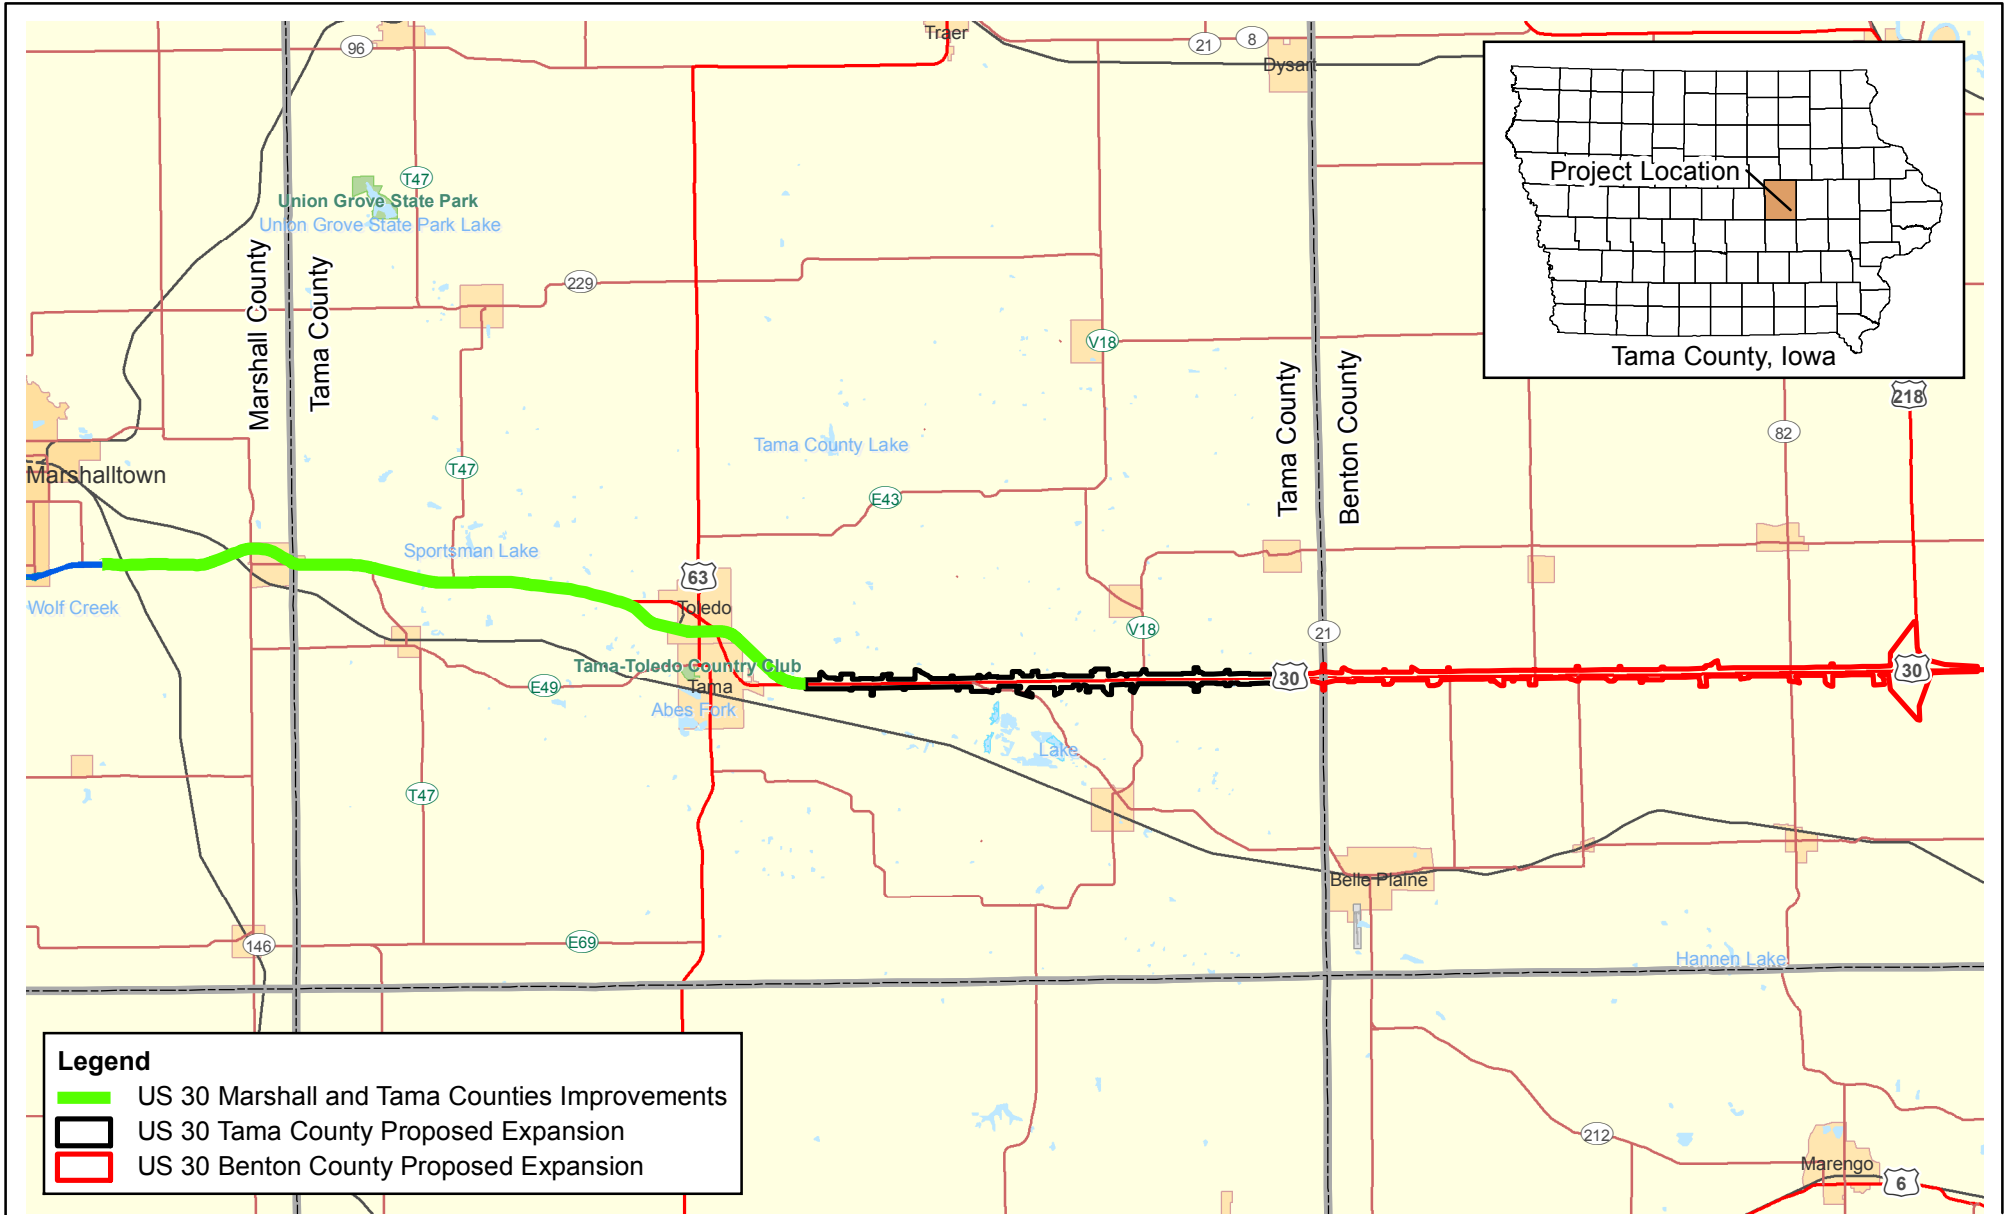 Traer
96
21
8
Dysart
T47
Union Grove State Park
Union Grove State Park Lake
Project Location
Tama County, Iowa
Marshall County
Tama County
229
V18
Tama County
Benton County
218
82
Tama County Lake
Marshalltown
T47
E43
Sportsman Lake
63
Wolf Creek
Toledo
V18
21
Tama-Toledo Country Club
30
30
E49
Tama
Abes Fork
Lake
T47
Belle Plaine
146
E69
Hannen Lake
Legend
US 30 Marshall and Tama Counties Improvements
US 30 Tama County Proposed Expansion
US 30 Benton County Proposed Expansion
212
Marengo
6